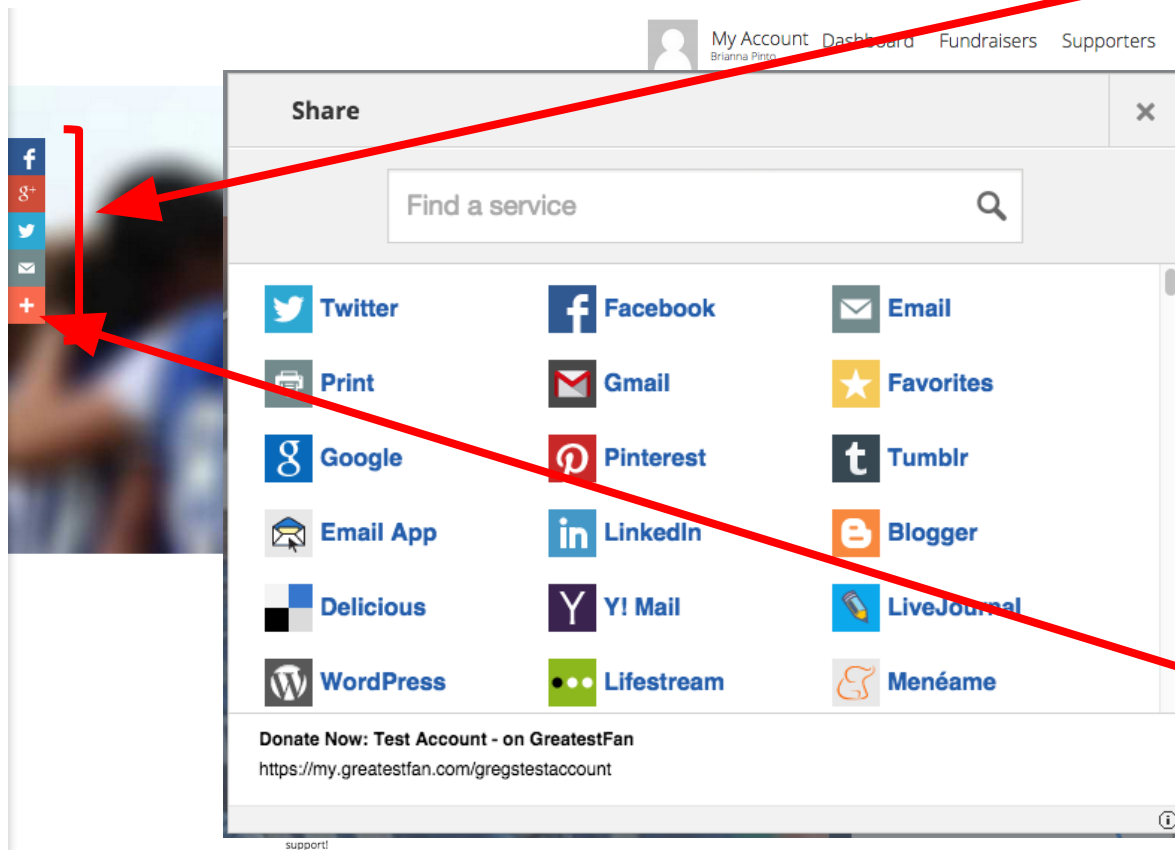 My Account Dashboard Fundraisers Supporters
Brianna Pinto
Share
Find a service
Twitter Facebook Email
Print Gmail Favorites
Google Pinterest Tumblr
Email App LinkedIn Blogger
Delicious Y! Mail LiveJournal
WordPress Lifestream Menéame
Donate Now: Test Account - on GreatestFan
https://my.greatestfan.com/gregstestaccount
support!